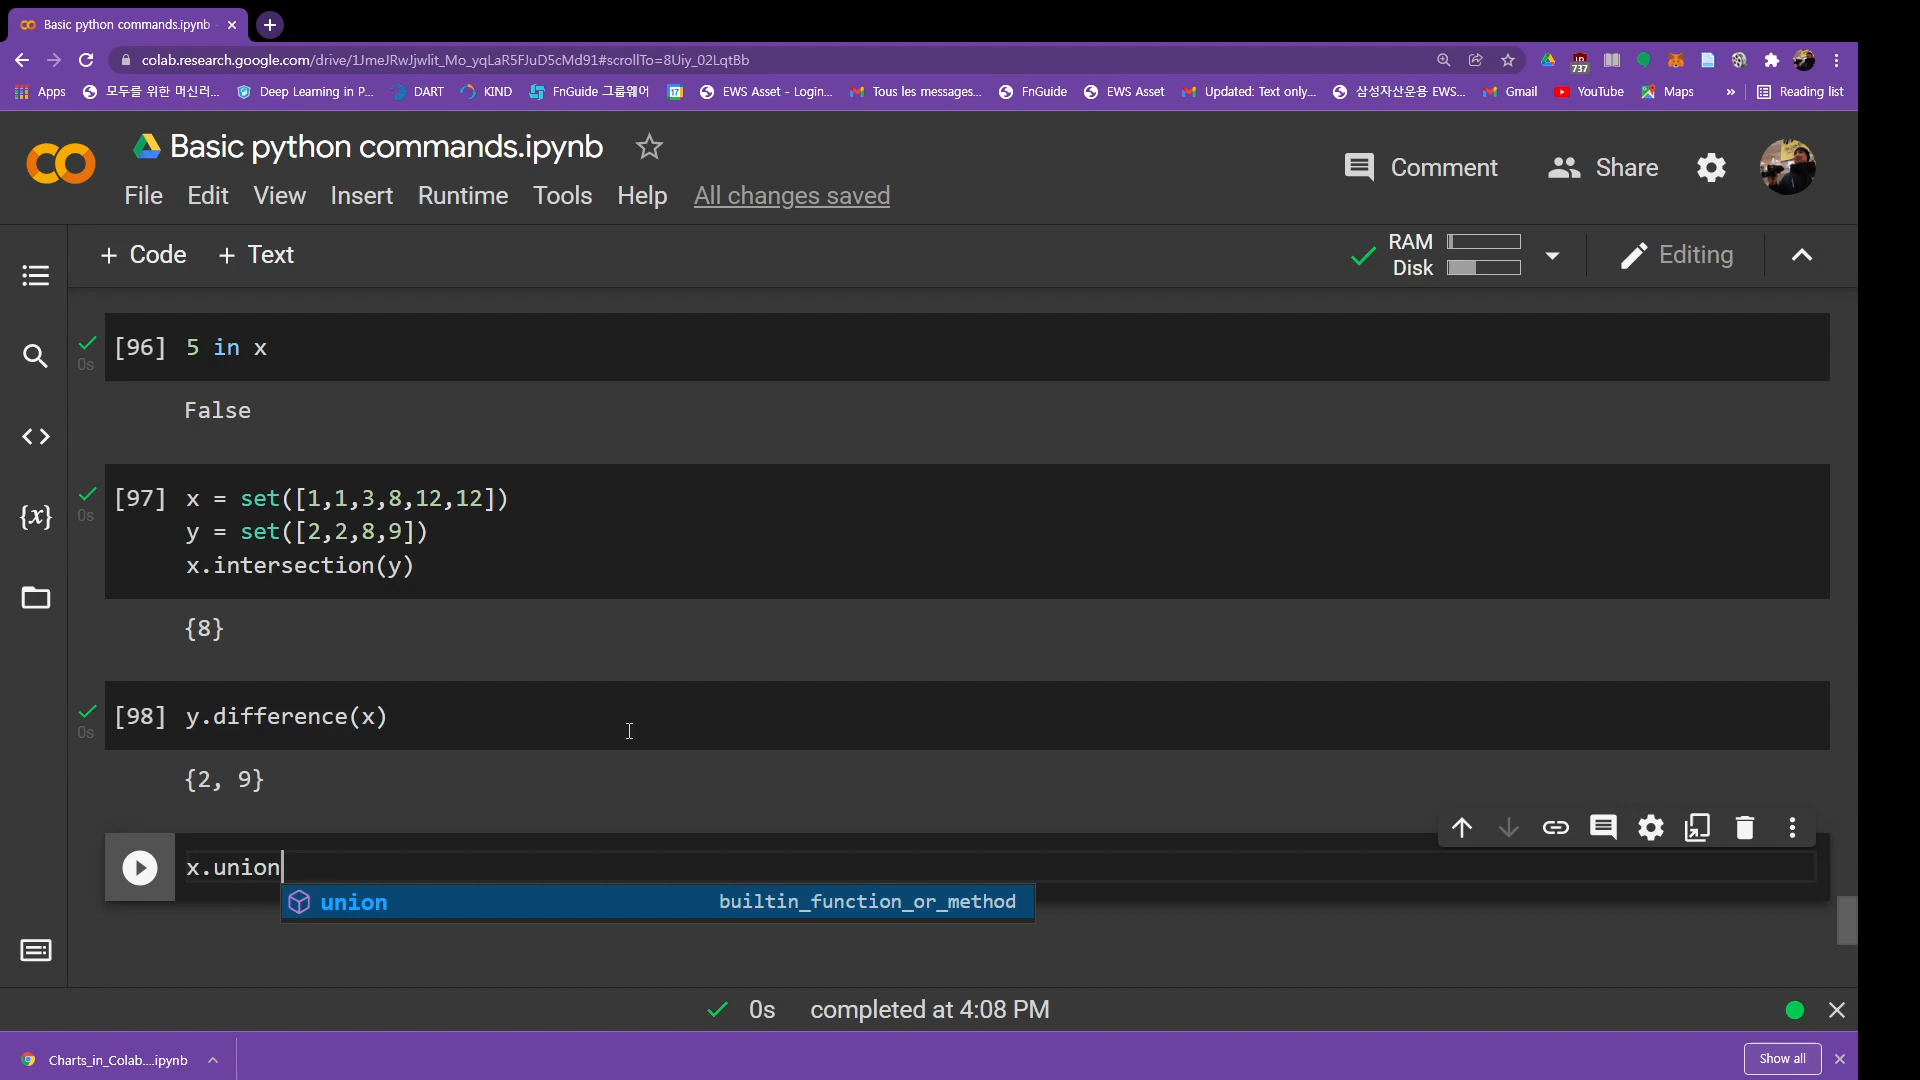 Basic python commands.ipynb
colab.research.google.com/drive/1JmeJRwJjwlit_Mo_yqLaR5FJuD5cMd91#scrollTo=8Uiy_02LqtBb
737
Apps 모두를 위한 머신러... Deep Learning in P... DART KIND FnGuide 그룹웨어 17 EWS Asset - Login... Tous les messages... FnGuide EWS Asset Updated: Text only... 삼성자산운용 EWS... Gmail YouTube Maps » Reading list
Basic python commands.ipynb
Comment Share
File Edit View Insert Runtime Tools Help All changes saved
+ Code + Text
RAM
Disk
Editing
[96] 5 in x
0s
False
[97] x = set([1,1,3,8,12,12])
0s
y = set([2,2,8,9])
x.intersection(y)
{8}
[98] y.difference(x)
0s
{2, 9}
x.union
union builtin_function_or_method
0s completed at 4:08 PM
Charts_in_Colab....ipynb
Show all